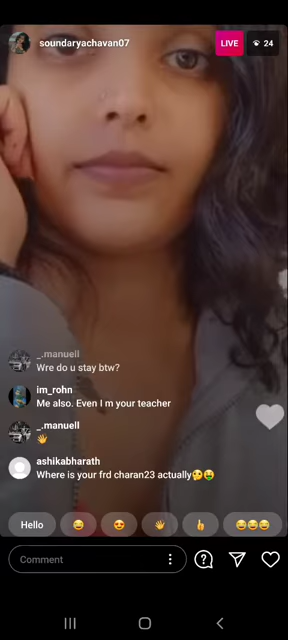 soundaryachavan07
LIVE
24
_.manuell
Wre do u stay btw?
im_rohn
Me also. Even I m your teacher
_.manuell
👋
ashikabharath
Where is your frd charan23 actually🤔🤑
Hello
😂
😍
👋
👆
😂😂😂
Comment